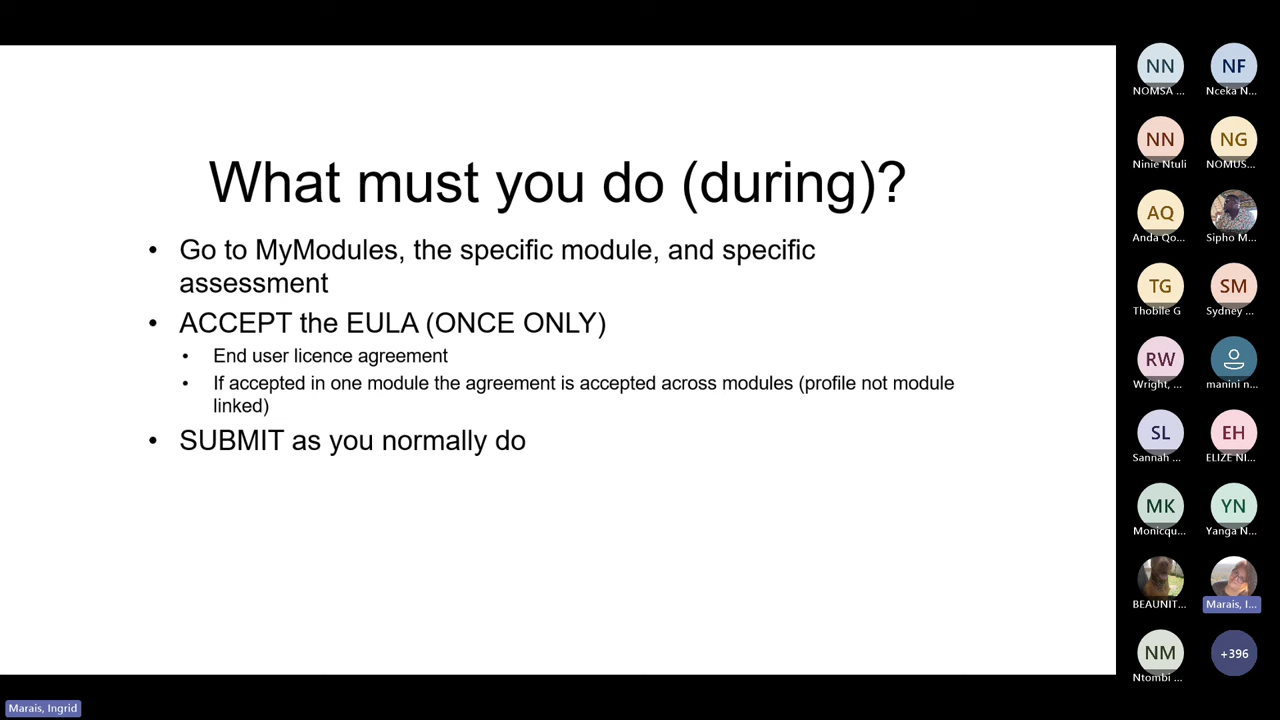 What must you do (during)?
• Go to MyModules, the specific module, and specific
assessment
• ACCEPT the EULA (ONCE ONLY)
• End user licence agreement
• If accepted in one module the agreement is accepted across modules (profile not module
linked)
• SUBMIT as you normally do
NN NF
NOMSA ... Nceka N...
NN NG
Ninie Ntuli NOMUS...
AQ
Anda Qo... Sipho M...
TG SM
Thobile G Sydney ...
RW
Wright, ... manini n...
SL EH
Sannah ... ELIZE NI...
MK YN
Monicqu... Yanga N...
BEAUNIT... Marais, I...
NM +396
Ntombi ...
Marais, Ingrid